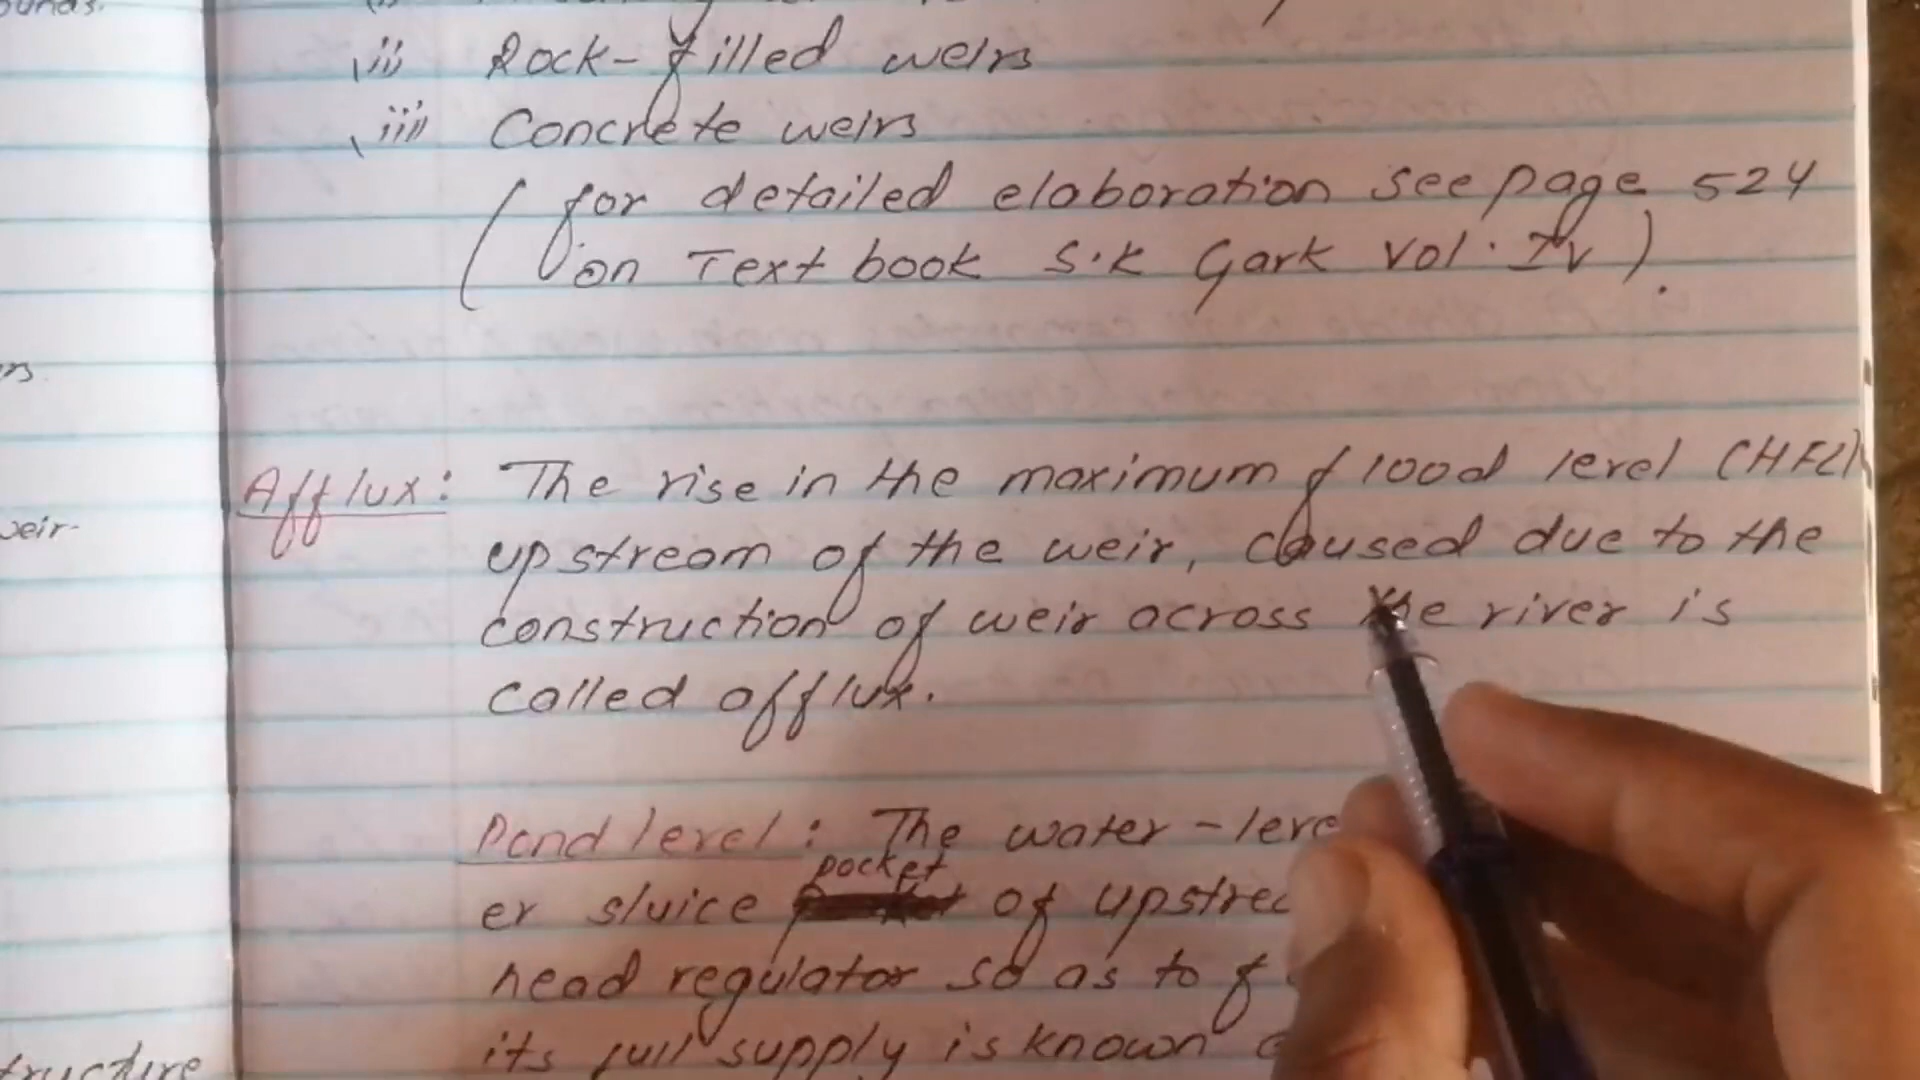 ii Rock-filled weirs
iii Concrete weirs
(for detailed elaboration see page 524
on Text book S.K Gark Vol. IV).
Afflux: The rise in the maximum flood level (HFL)
upstream of the weir, caused due to the
construction of weir across the river is
called afflux.
Pond level: The water-leve
pocket
er sluice of upstrea
head regulator so as to f
its full supply is known
eir-
tructure